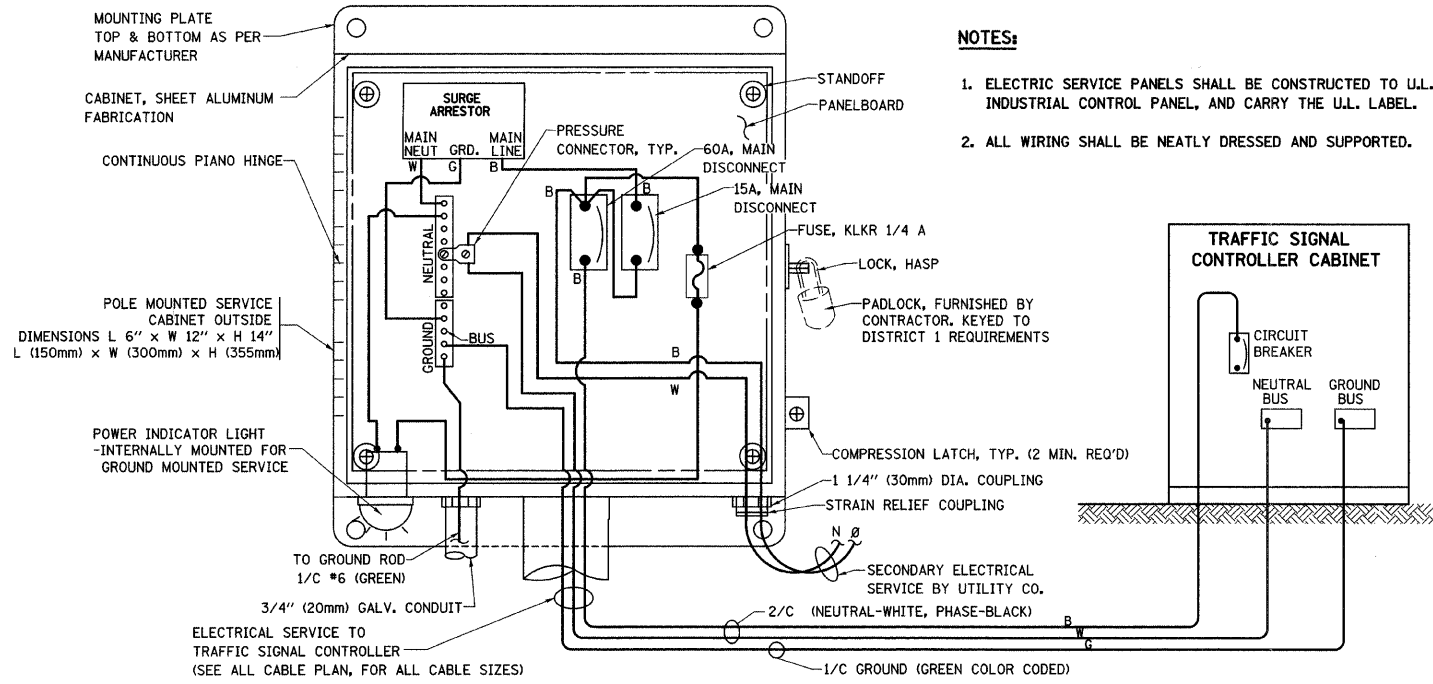 MOUNTING PLATE
TOP & BOTTOM AS PER
MANUFACTURER
CABINET, SHEET ALUMINUM
FABRICATION
CONTINUOUS PIANO HINGE
POLE MOUNTED SERVICE
CABINET OUTSIDE
DIMENSIONS L 6" x W 12" x H 14"
L (150mm) x W (300mm) x H (355mm)
POWER INDICATOR LIGHT
-INTERNALLY MOUNTED FOR
GROUND MOUNTED SERVICE
SURGE
ARRESTOR
MAIN
NEUT
GRD.
MAIN
LINE
W
G
B
PRESSURE
CONNECTOR, TYP.
STANDOFF
PANELBOARD
60A, MAIN
DISCONNECT
15A, MAIN
DISCONNECT
B
B
B
FUSE, KLKR 1/4 A
LOCK, HASP
PADLOCK, FURNISHED BY
CONTRACTOR. KEYED TO
DISTRICT 1 REQUIREMENTS
NEUTRAL
GROUND
BUS
B
W
COMPRESSION LATCH, TYP. (2 MIN. REQ'D)
1 1/4" (30mm) DIA. COUPLING
STRAIN RELIEF COUPLING
N Ø
SECONDARY ELECTRICAL
SERVICE BY UTILITY CO.
TO GROUND ROD
1/C #6 (GREEN)
3/4" (20mm) GALV. CONDUIT
ELECTRICAL SERVICE TO
TRAFFIC SIGNAL CONTROLLER
(SEE ALL CABLE PLAN, FOR ALL CABLE SIZES)
2/C (NEUTRAL-WHITE, PHASE-BLACK)
1/C GROUND (GREEN COLOR CODED)
B
W
G
NOTES:
1. ELECTRIC SERVICE PANELS SHALL BE CONSTRUCTED TO U.L.
INDUSTRIAL CONTROL PANEL, AND CARRY THE U.L. LABEL.
2. ALL WIRING SHALL BE NEATLY DRESSED AND SUPPORTED.
TRAFFIC SIGNAL
CONTROLLER CABINET
CIRCUIT
BREAKER
NEUTRAL
BUS
GROUND
BUS